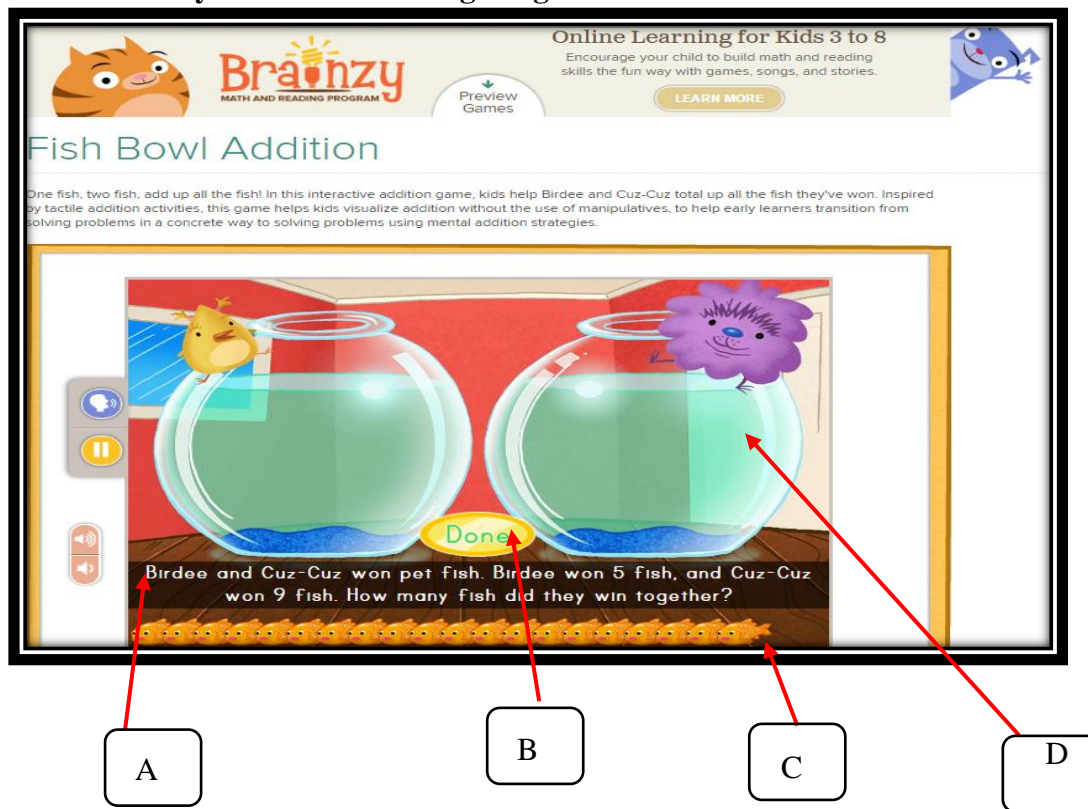 Brainzy
MATH AND READING PROGRAM
Preview
Games
Online Learning for Kids 3 to 8
Encourage your child to build math and reading
skills the fun way with games, songs, and stories.
LEARN MORE
Fish Bowl Addition
One fish, two fish, add up all the fish! In this interactive addition game, kids help Birdee and Cuz-Cuz total up all the fish they've won. Inspired
by tactile addition activities, this game helps kids visualize addition without the use of manipulatives, to help early learners transition from
solving problems in a concrete way to solving problems using mental addition strategies.
Done
Birdee and Cuz-Cuz won pet fish. Birdee won 5 fish, and Cuz-Cuz
won 9 fish. How many fish did they win together?
A
B
C
D